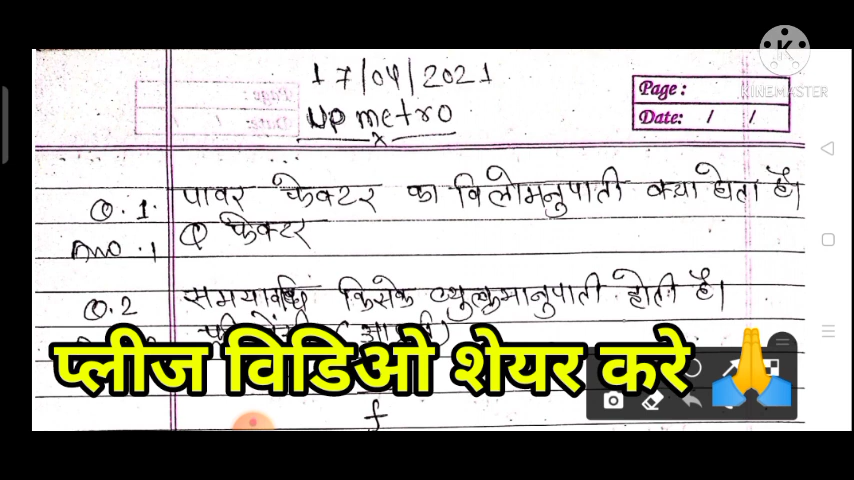 KINEMASTER
17/04/2021
UP metro
x
Page :
Date: / /
Q.1. पावर फेक्टर का विलोमनुपाती क्या होता है।
Ans.1 Q फेक्टर
Q.2 समयावधि किसके व्युत्क्रमानुपाती होती है।
प्लीज विडिओ शेयर करे 🙏
f